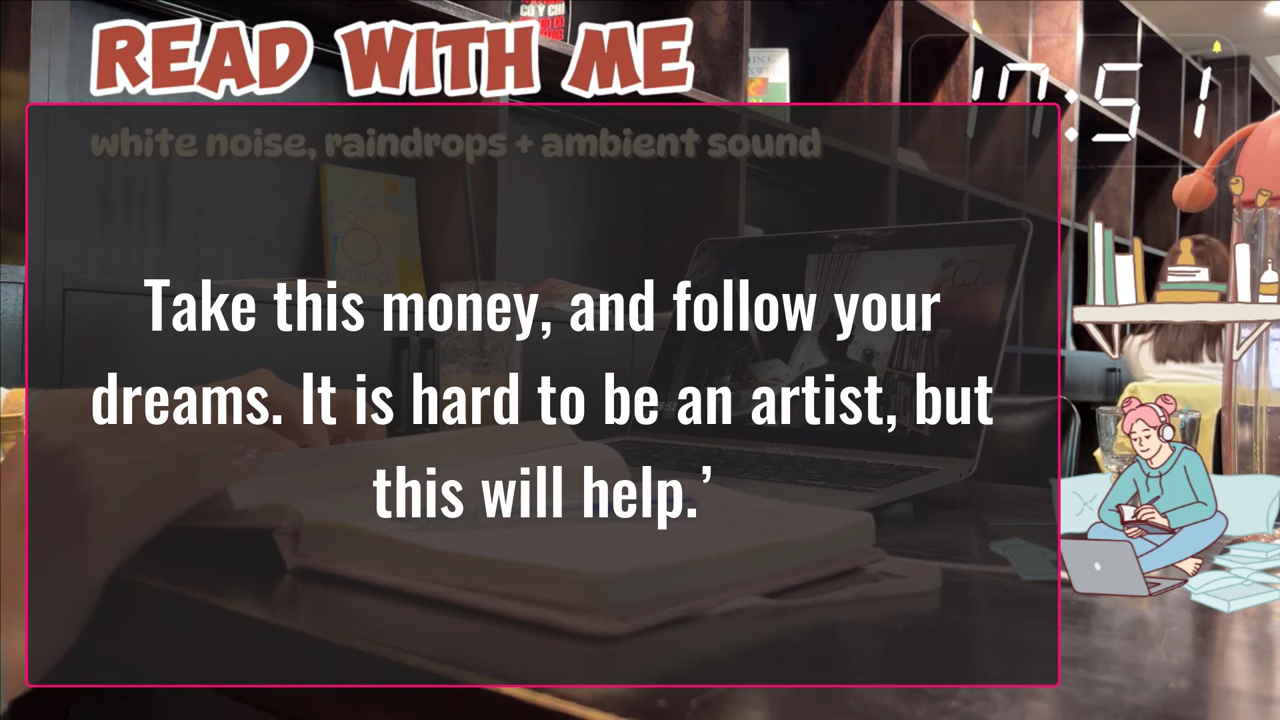 READ WITH ME
17:51
white noise, raindrops + ambient sound
Take this money, and follow your
dreams. It is hard to be an artist, but
this will help.’